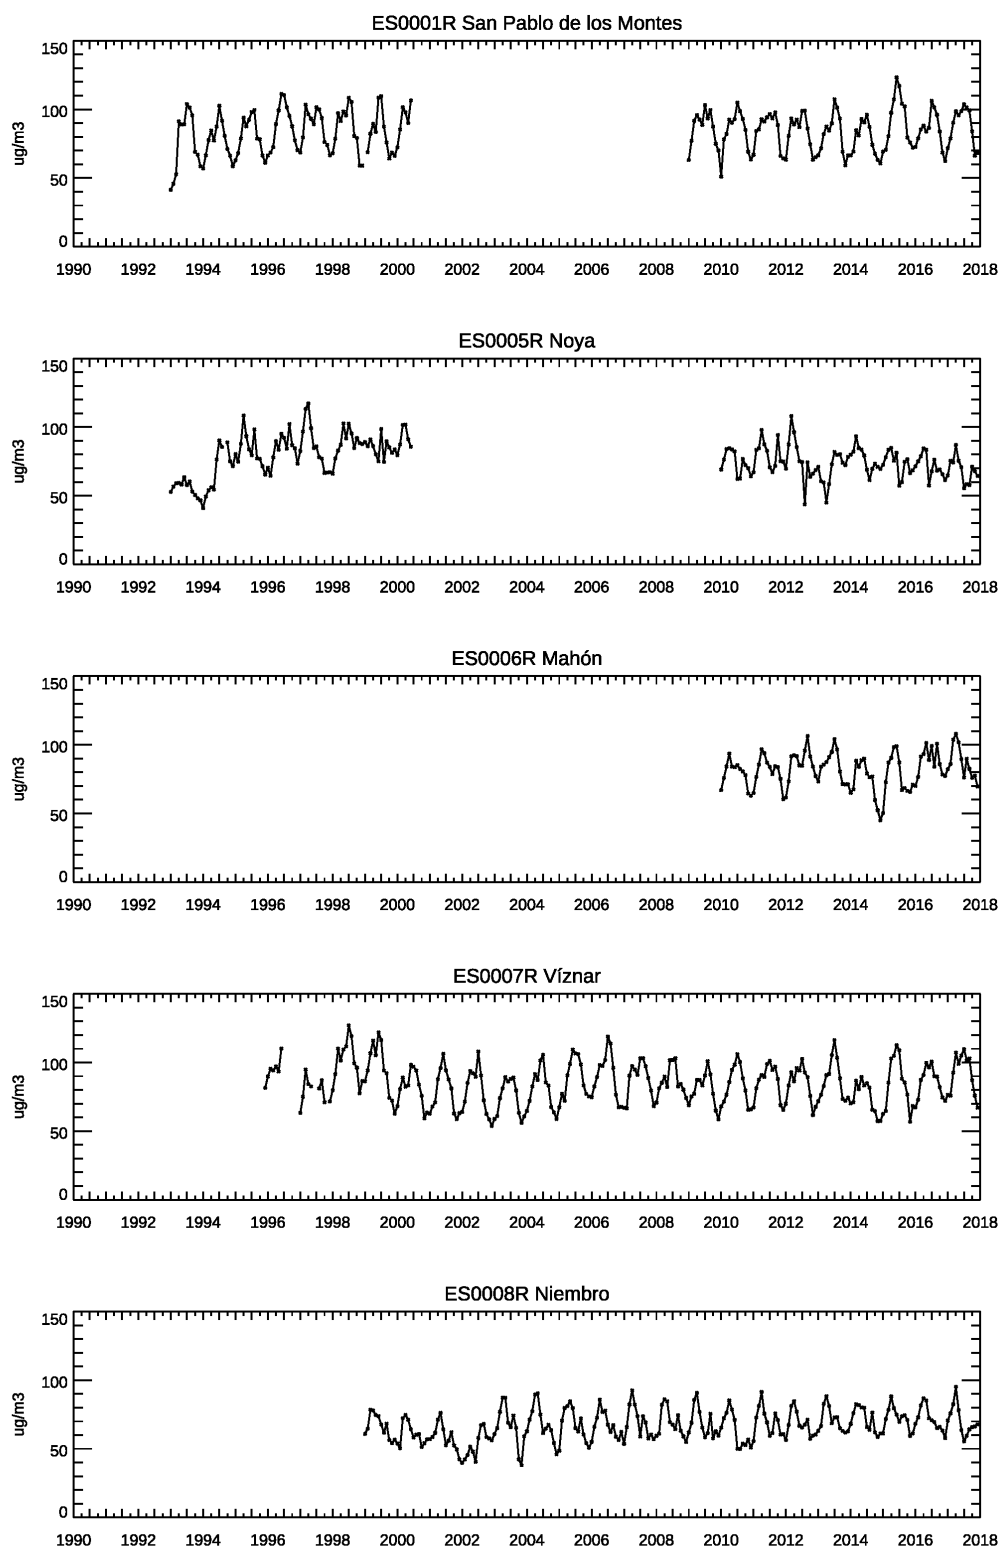 ES0001R San Pablo de los Montes
150
100
50
0
ug/m3
1990 1992 1994 1996 1998 2000 2002 2004 2006 2008 2010 2012 2014 2016 2018
ES0005R Noya
150
100
50
0
ug/m3
1990 1992 1994 1996 1998 2000 2002 2004 2006 2008 2010 2012 2014 2016 2018
ES0006R Mahón
150
100
50
0
ug/m3
1990 1992 1994 1996 1998 2000 2002 2004 2006 2008 2010 2012 2014 2016 2018
ES0007R Víznar
150
100
50
0
ug/m3
1990 1992 1994 1996 1998 2000 2002 2004 2006 2008 2010 2012 2014 2016 2018
ES0008R Niembro
150
100
50
0
ug/m3
1990 1992 1994 1996 1998 2000 2002 2004 2006 2008 2010 2012 2014 2016 2018